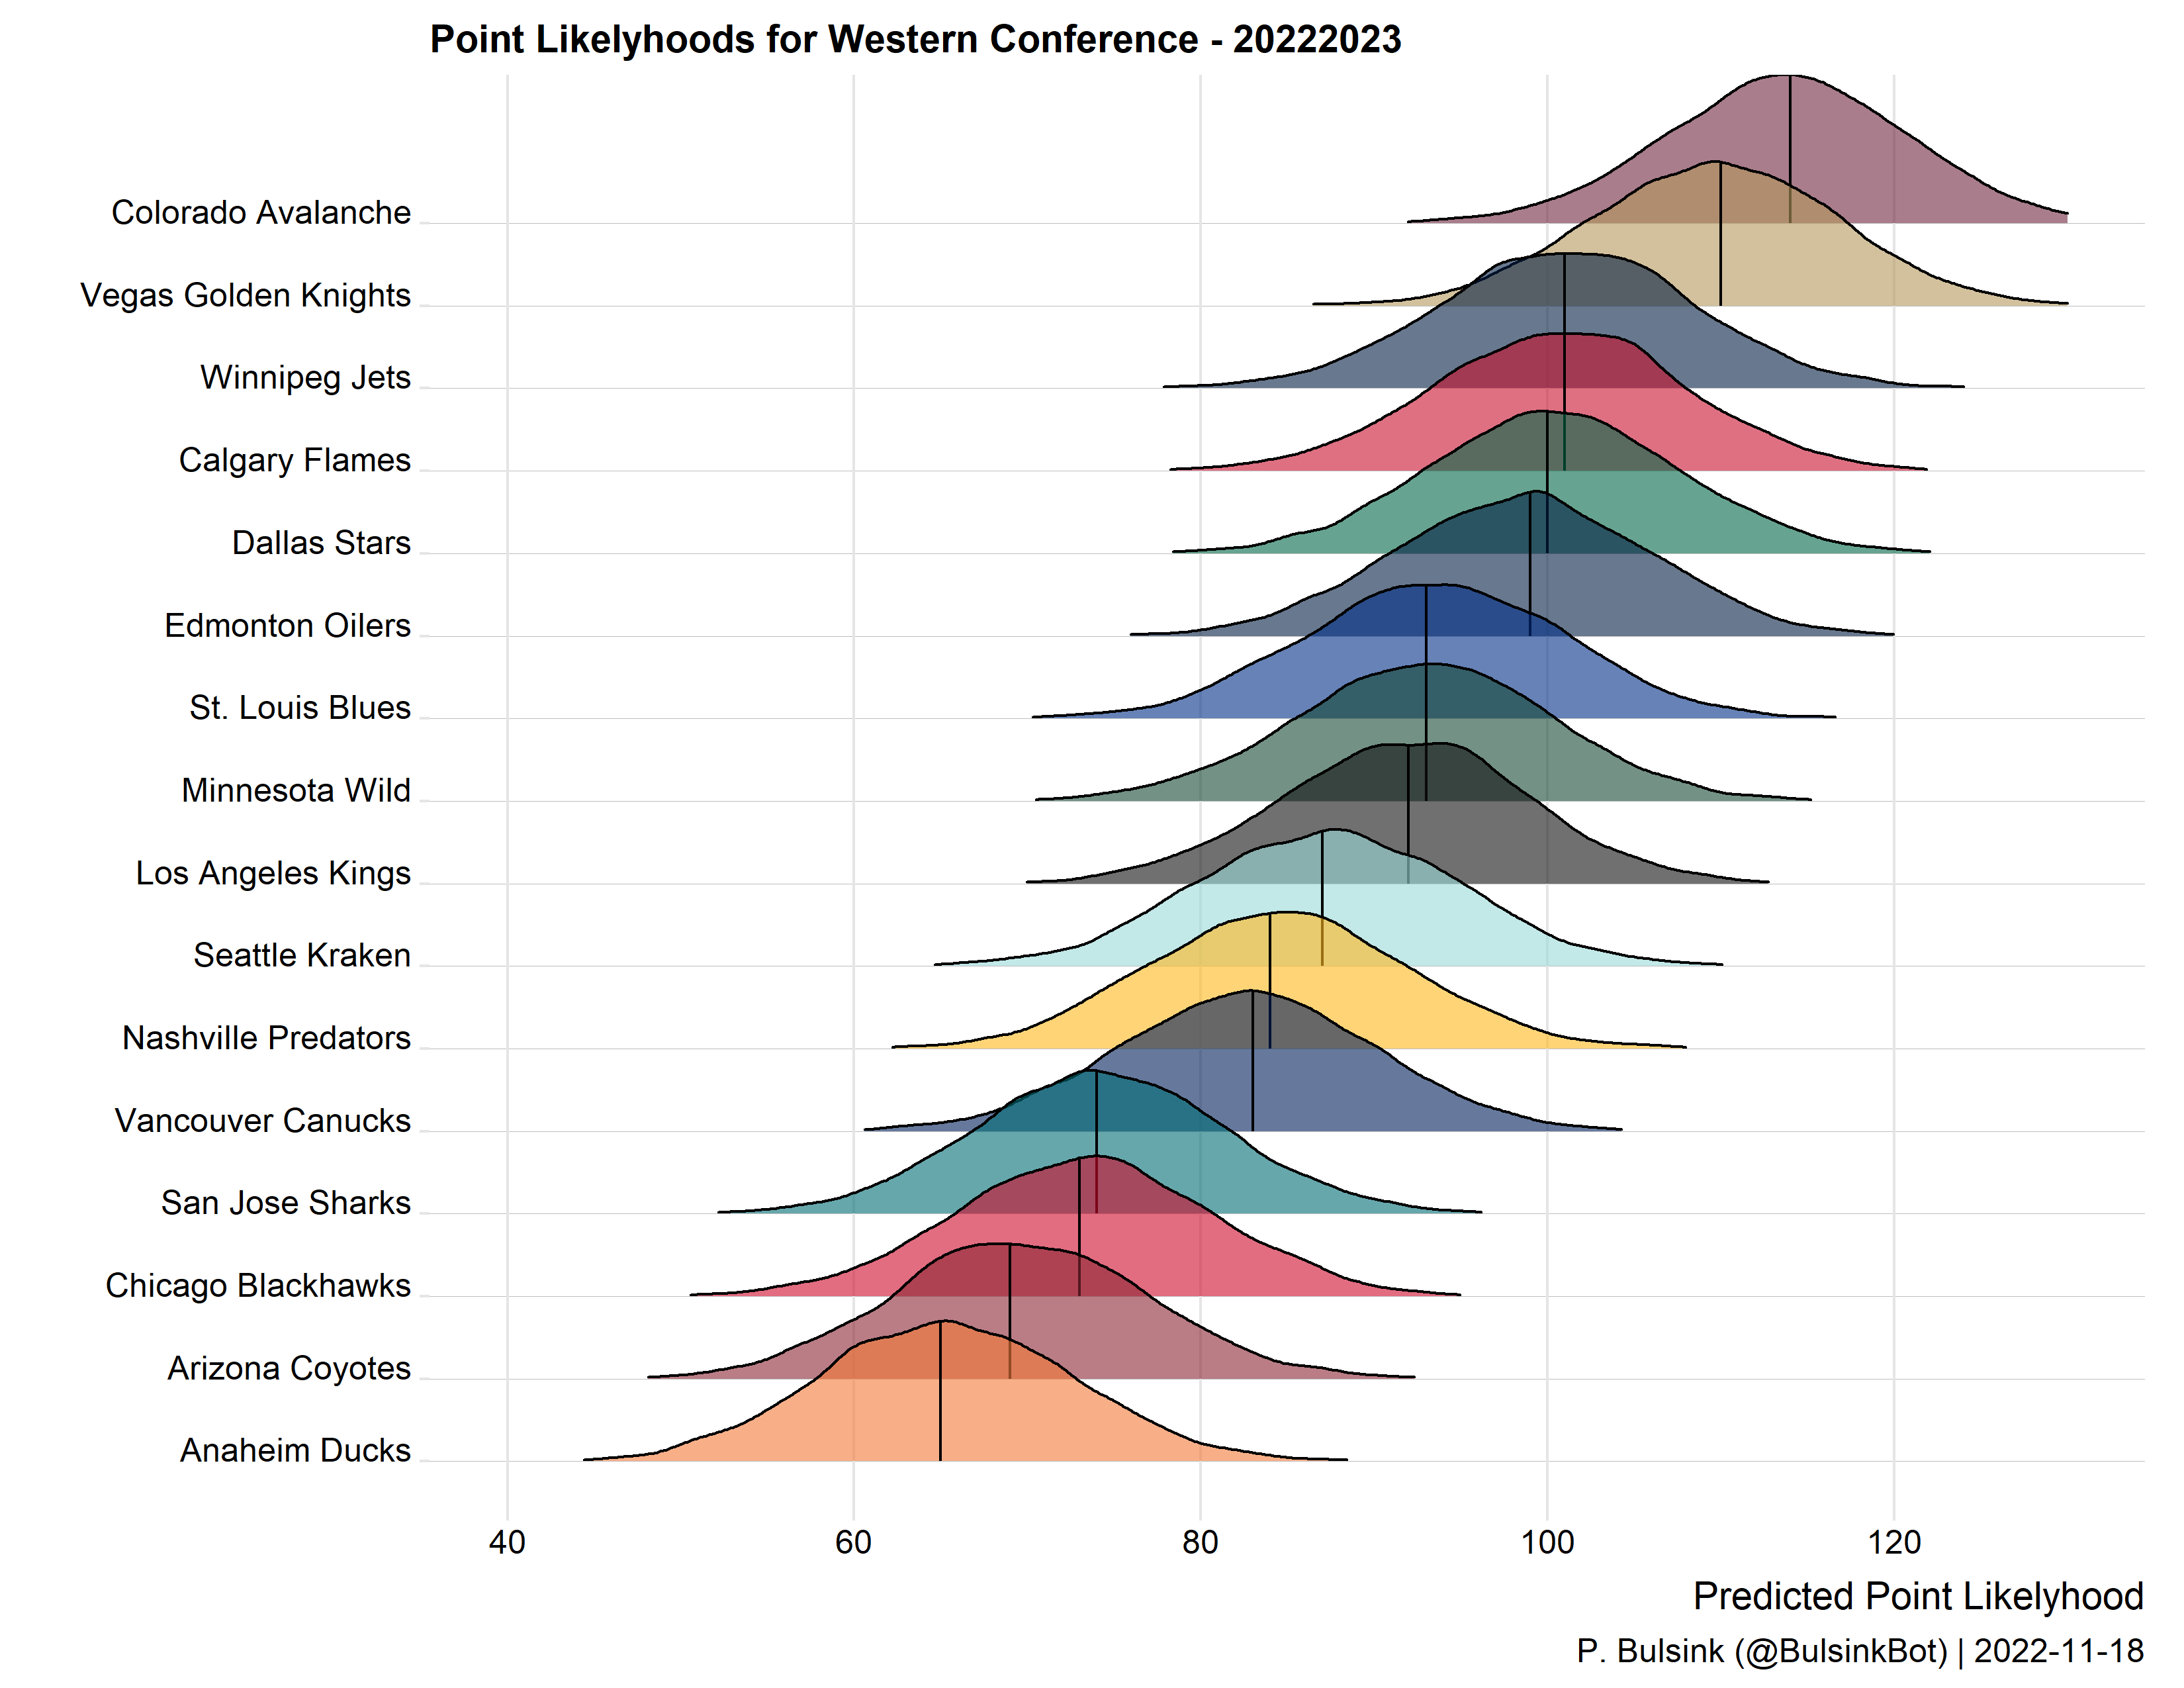 Point Likelyhoods for Western Conference - 20222023
Colorado Avalanche
Vegas Golden Knights
Winnipeg Jets
Calgary Flames
Dallas Stars
Edmonton Oilers
St. Louis Blues
Minnesota Wild
Los Angeles Kings
Seattle Kraken
Nashville Predators
Vancouver Canucks
San Jose Sharks
Chicago Blackhawks
Arizona Coyotes
Anaheim Ducks
40 60 80 100 120
Predicted Point Likelyhood
P. Bulsink (@BulsinkBot) | 2022-11-18